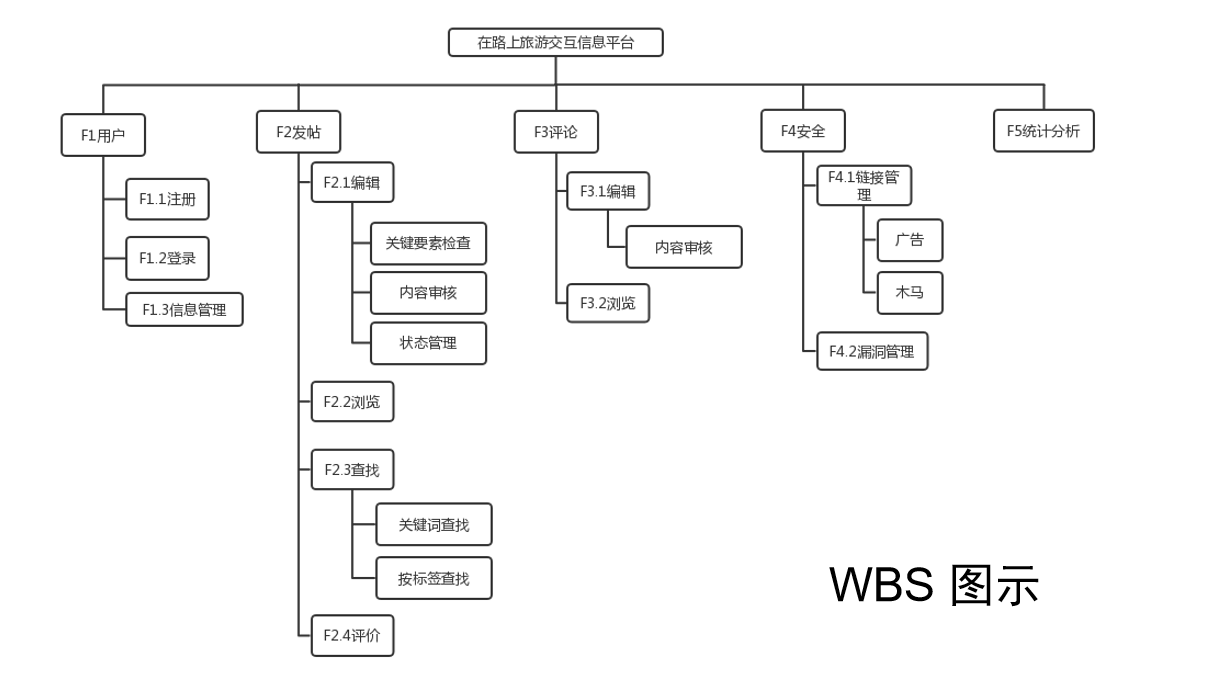 在路上旅游交互信息平台
F1用户
F1.1注册
F1.2登录
F1.3信息管理
F2发帖
F2.1编辑
关键要素检查
内容审核
状态管理
F2.2浏览
F2.3查找
关键词查找
按标签查找
F2.4评价
F3评论
F3.1编辑
内容审核
F3.2浏览
F4安全
F4.1链接管
理
广告
木马
F4.2漏洞管理
F5统计分析
WBS 图示